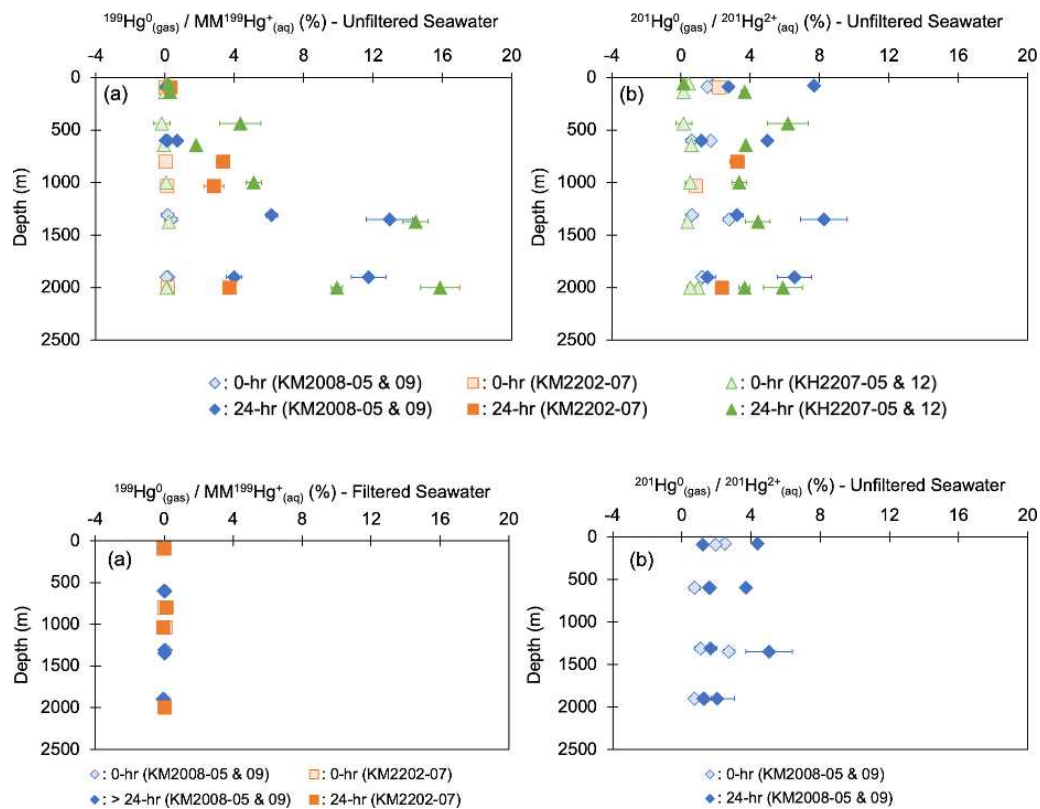 ¹⁹⁹Hg⁰(gas) / MM¹⁹⁹Hg⁺(aq) (%) - Unfiltered Seawater
-4 0 4 8 12 16 20
0
500
1000
1500
2000
2500
Depth (m)
(a)
²⁰¹Hg⁰(gas) / ²⁰¹Hg²⁺(aq) (%) - Unfiltered Seawater
-4 0 4 8 12 16 20
0
500
1000
1500
2000
2500
Depth (m)
(b)
: 0-hr (KM2008-05 & 09) : 0-hr (KM2202-07) : 0-hr (KH2207-05 & 12)
: 24-hr (KM2008-05 & 09) : 24-hr (KM2202-07) : 24-hr (KH2207-05 & 12)
¹⁹⁹Hg⁰(gas) / MM¹⁹⁹Hg⁺(aq) (%) - Filtered Seawater
-4 0 4 8 12 16 20
0
500
1000
1500
2000
2500
Depth (m)
(a)
: 0-hr (KM2008-05 & 09) : 0-hr (KM2202-07)
: > 24-hr (KM2008-05 & 09) : 24-hr (KM2202-07)
²⁰¹Hg⁰(gas) / ²⁰¹Hg²⁺(aq) (%) - Unfiltered Seawater
-4 0 4 8 12 16 20
0
500
1000
1500
2000
2500
Depth (m)
(b)
: 0-hr (KM2008-05 & 09)
: 24-hr (KM2008-05 & 09)